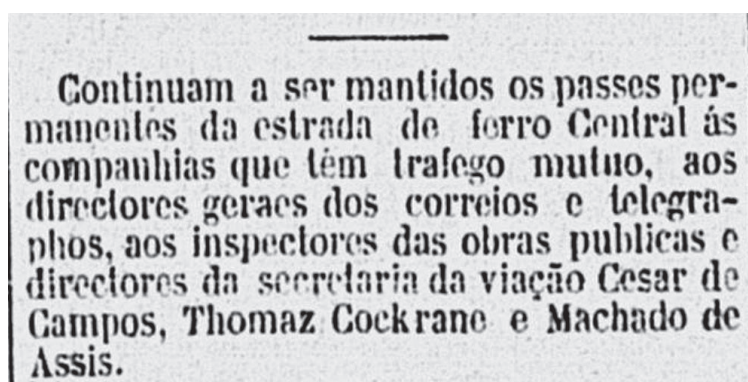 Continuam a ser mantidos os passes per-
manentes da estrada de ferro Central ás
companhias que têm trafego mutuo, aos
directores geraes dos correios e telegra-
phos, aos inspectores das obras publicas e
directores da secretaria da viação Cesar de
Campos, Thomaz Cockrane e Machado de
Assis.